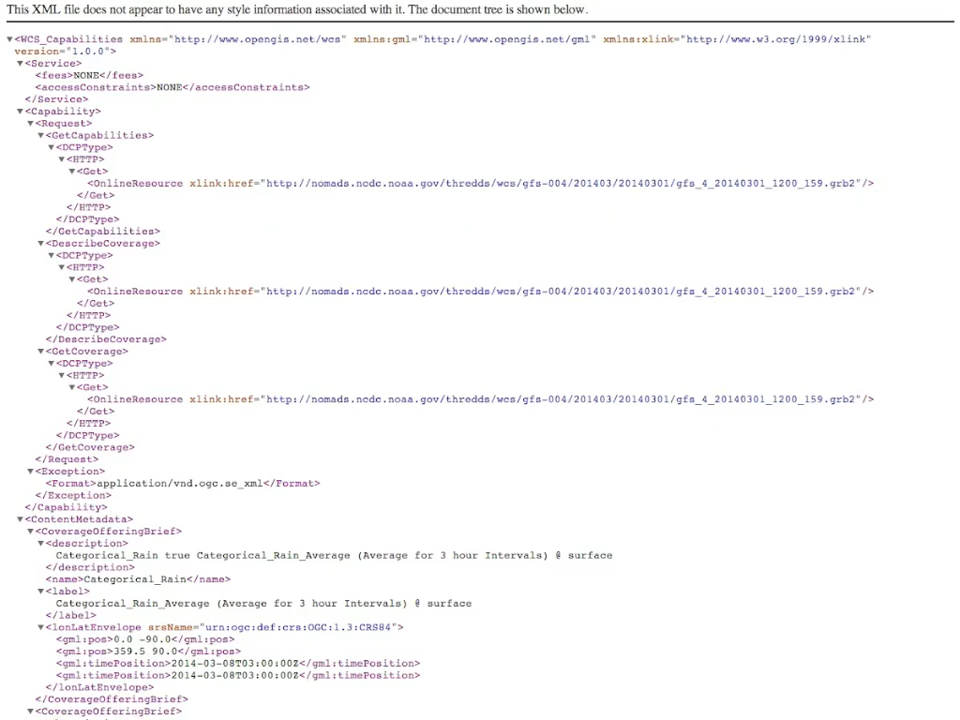 This XML file does not appear to have any style information associated with it. The document tree is shown below.
▼<WCS_Capabilities xmlns="http://www.opengis.net/wcs" xmlns:gml="http://www.opengis.net/gml" xmlns:xlink="http://www.w3.org/1999/xlink"
version="1.0.0">
▼<Service>
<fees>NONE</fees>
<accessConstraints>NONE</accessConstraints>
</Service>
▼<Capability>
▼<Request>
▼<GetCapabilities>
▼<DCPType>
▼<HTTP>
▼<Get>
<OnlineResource xlink:href="http://nomads.ncdc.noaa.gov/thredds/wcs/gfs-004/201403/20140301/gfs_4_20140301_1200_159.grb2"/>
</Get>
</HTTP>
</DCPType>
</GetCapabilities>
▼<DescribeCoverage>
▼<DCPType>
▼<HTTP>
▼<Get>
<OnlineResource xlink:href="http://nomads.ncdc.noaa.gov/thredds/wcs/gfs-004/201403/20140301/gfs_4_20140301_1200_159.grb2"/>
</Get>
</HTTP>
</DCPType>
</DescribeCoverage>
▼<GetCoverage>
▼<DCPType>
▼<HTTP>
▼<Get>
<OnlineResource xlink:href="http://nomads.ncdc.noaa.gov/thredds/wcs/gfs-004/201403/20140301/gfs_4_20140301_1200_159.grb2"/>
</Get>
</HTTP>
</DCPType>
</GetCoverage>
</Request>
▼<Exception>
<Format>application/vnd.ogc.se_xml</Format>
</Exception>
</Capability>
▼<ContentMetadata>
▼<CoverageOfferingBrief>
▼<description>
Categorical_Rain true Categorical_Rain_Average (Average for 3 hour Intervals) @ surface
</description>
<name>Categorical_Rain</name>
▼<label>
Categorical_Rain_Average (Average for 3 hour Intervals) @ surface
</label>
▼<lonLatEnvelope srsName="urn:ogc:def:crs:OGC:1.3:CRS84">
<gml:pos>0.0 -90.0</gml:pos>
<gml:pos>359.5 90.0</gml:pos>
<gml:timePosition>2014-03-08T03:00:00Z</gml:timePosition>
<gml:timePosition>2014-03-08T03:00:00Z</gml:timePosition>
</lonLatEnvelope>
</CoverageOfferingBrief>
▼<CoverageOfferingBrief>